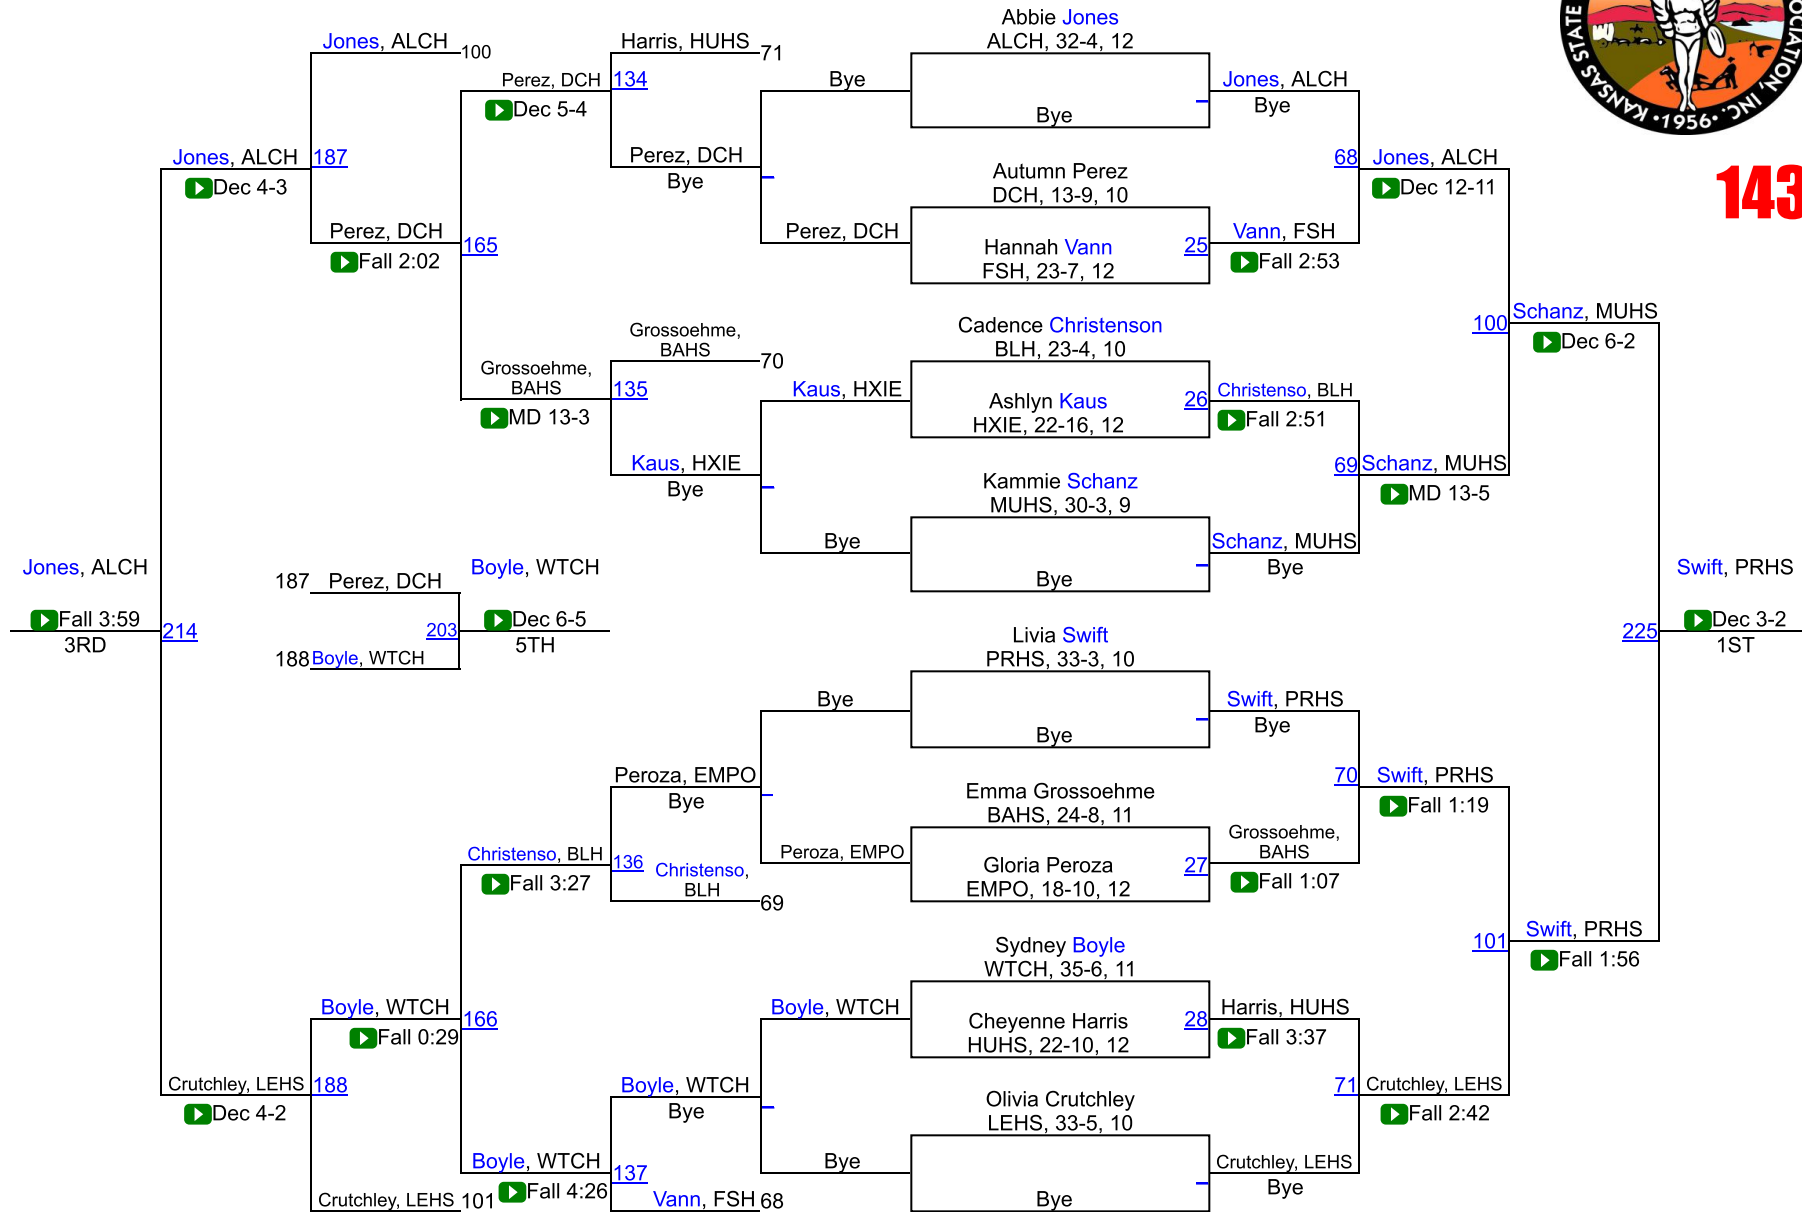 Abbie Jones
ALCH, 32-4, 12
Bye
Autumn Perez
DCH, 13-9, 10
Hannah Vann
FSH, 23-7, 12
25
Cadence Christenson
BLH, 23-4, 10
Ashlyn Kaus
HXIE, 22-16, 12
26
Kammie Schanz
MUHS, 30-3, 9
Bye
Livia Swift
PRHS, 33-3, 10
Bye
Emma Grossoehme
BAHS, 24-8, 11
Gloria Peroza
EMPO, 18-10, 12
27
Sydney Boyle
WTCH, 35-6, 11
Cheyenne Harris
HUHS, 22-10, 12
28
Olivia Crutchley
LEHS, 33-5, 10
Bye
Jones, ALCH
Bye
68
Vann, FSH
Fall 2:53
Christenso, BLH
Fall 2:51
69
Schanz, MUHS
Bye
Swift, PRHS
Bye
70
Grossoehme,
BAHS
Fall 1:07
Harris, HUHS
Fall 3:37
71
Crutchley, LEHS
Bye
Jones, ALCH
Dec 12-11
100
Schanz, MUHS
MD 13-5
Swift, PRHS
Fall 1:19
101
Crutchley, LEHS
Fall 2:42
Schanz, MUHS
Dec 6-2
225
Swift, PRHS
Fall 1:56
Swift, PRHS
Dec 3-2
1ST
Bye
Perez, DCH
Kaus, HXIE
Bye
Bye
Peroza, EMPO
Boyle, WTCH
Bye
Harris, HUHS
71
134
Perez, DCH
Bye
Grossoehme,
BAHS
70
135
Kaus, HXIE
Bye
Peroza, EMPO
Bye
136
Christenso,
BLH
69
Boyle, WTCH
Bye
137
Vann, FSH
68
Perez, DCH
Dec 5-4
165
Grossoehme,
BAHS
MD 13-3
Christenso, BLH
Fall 3:27
166
Boyle, WTCH
Fall 4:26
Jones, ALCH
100
187
Perez, DCH
Fall 2:02
Boyle, WTCH
Fall 0:29
188
Crutchley, LEHS
101
Jones, ALCH
Dec 4-3
214
Crutchley, LEHS
Dec 4-2
Jones, ALCH
Fall 3:59
3RD
187 Perez, DCH
203
188 Boyle, WTCH
Boyle, WTCH
Dec 6-5
5TH
143
KANSAS STATE
INC.
•1956•